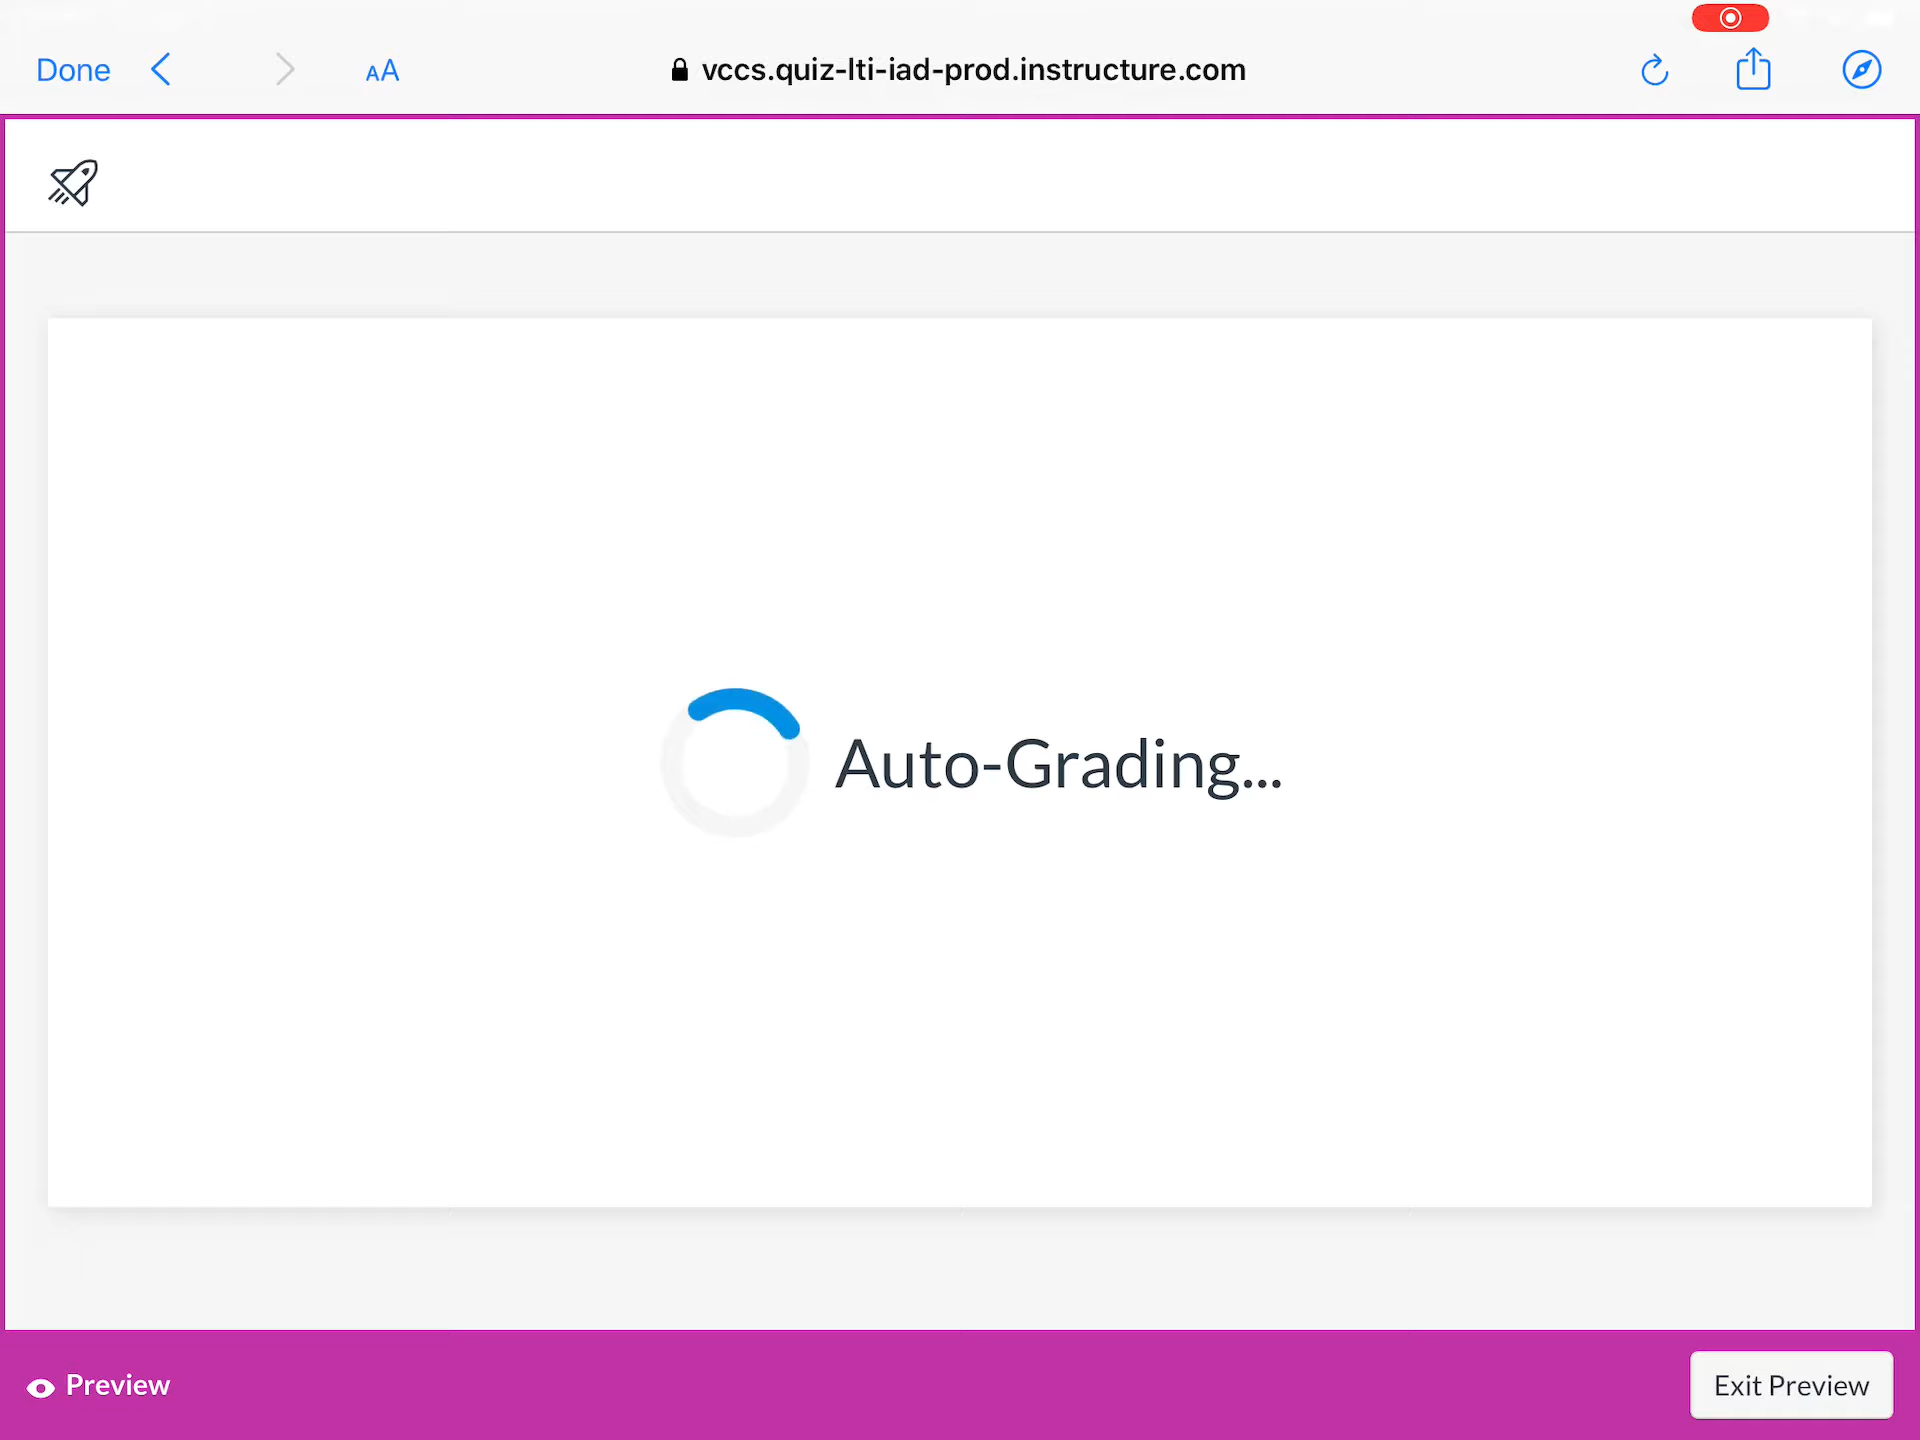 Done
AA
vccs.quiz-lti-iad-prod.instructure.com
Auto-Grading...
Preview
Exit Preview